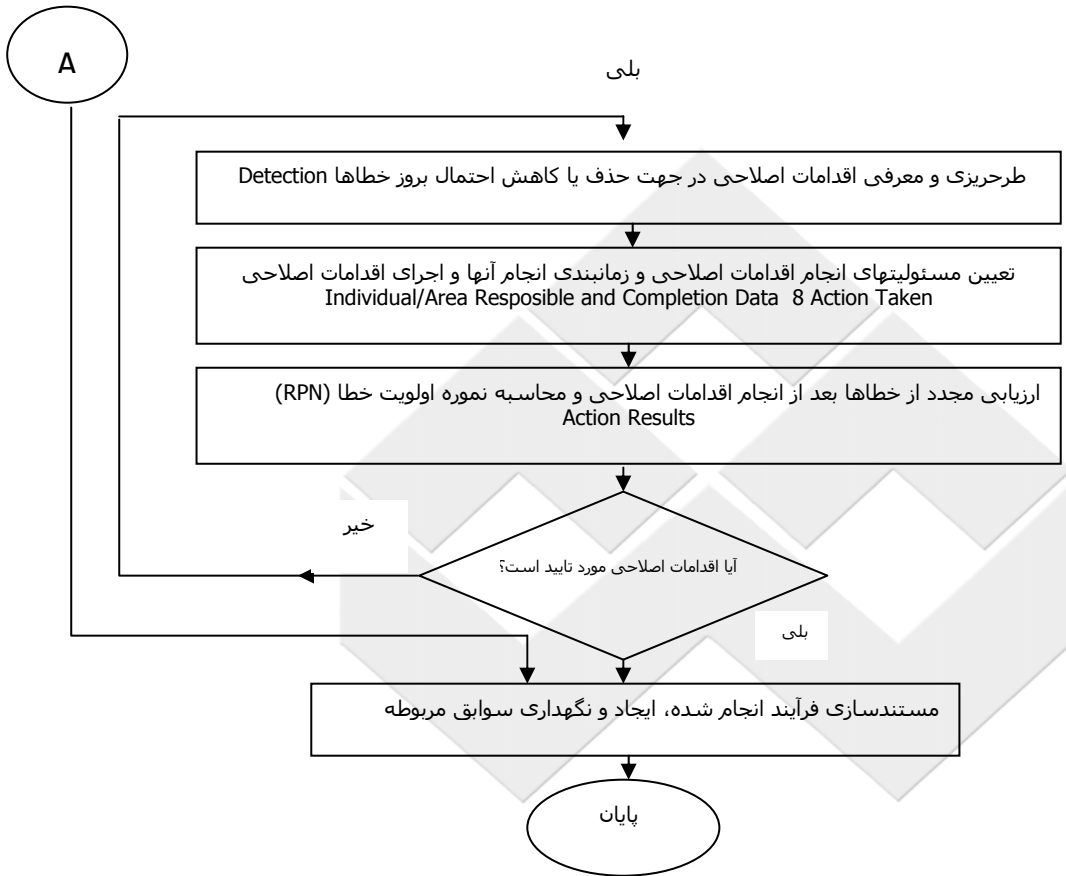 A
بلی
طرحریزی و معرفی اقدامات اصلاحی در جهت حذف یا کاهش احتمال بروز خطاها Detection
تعیین مسئولیتهای انجام اقدامات اصلاحی و زمانبندی انجام آنها و اجرای اقدامات اصلاحی
Individual/Area Resposible and Completion Data 8 Action Taken
ارزیابی مجدد از خطاها بعد از انجام اقدامات اصلاحی و محاسبه نموره اولویت خطا (RPN)
Action Results
خیر
آیا اقدامات اصلاحی مورد تایید است؟
بلی
مستندسازی فرآیند انجام شده، ایجاد و نگهداری سوابق مربوطه
پایان